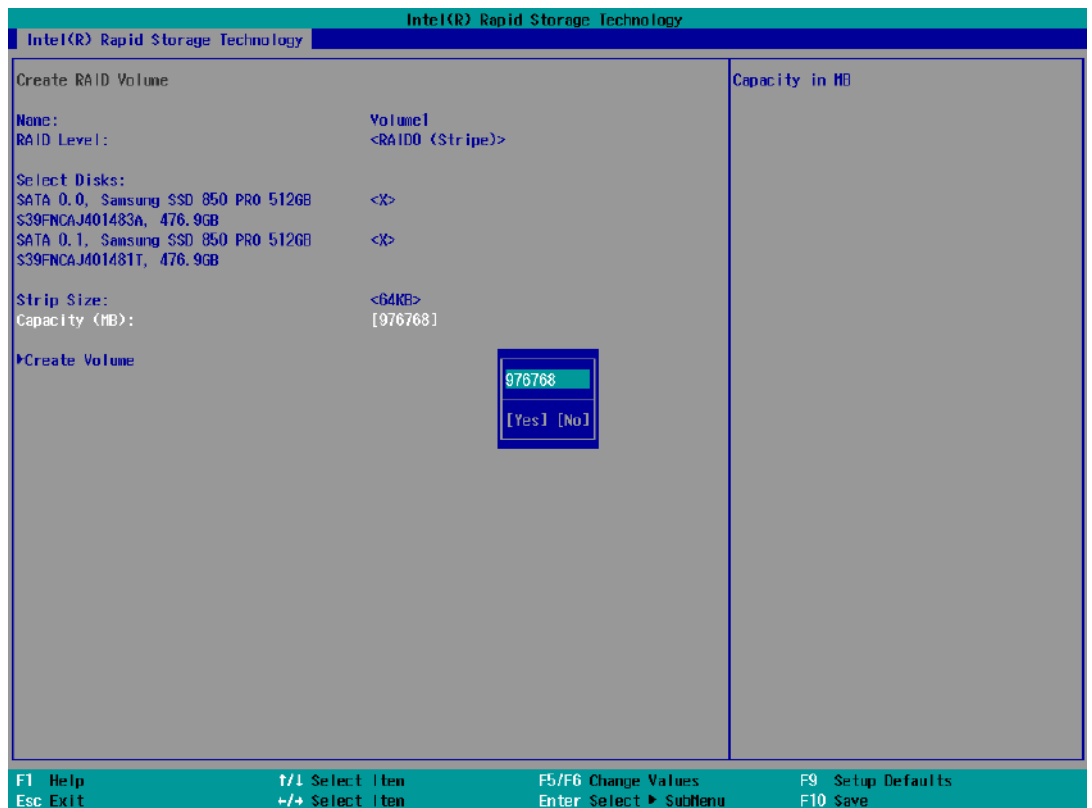 Intel(R) Rapid Storage Technology
Intel(R) Rapid Storage Technology
Create RAID Volume
Capacity in MB
Name: Volume1
RAID Level: <RAID0 (Stripe)>
Select Disks:
SATA 0.0, Samsung SSD 850 PRO 512GB <X>
S39FNCAJ401483A, 476.9GB
SATA 0.1, Samsung SSD 850 PRO 512GB <X>
S39FNCAJ401481T, 476.9GB
Strip Size: <64KB>
Capacity (MB): [976768]
▶Create Volume
976768
[Yes] [No]
F1 Help ↑/↓ Select Item F5/F6 Change Values F9 Setup Defaults
Esc Exit ←/→ Select Item Enter Select ▶ SubMenu F10 Save